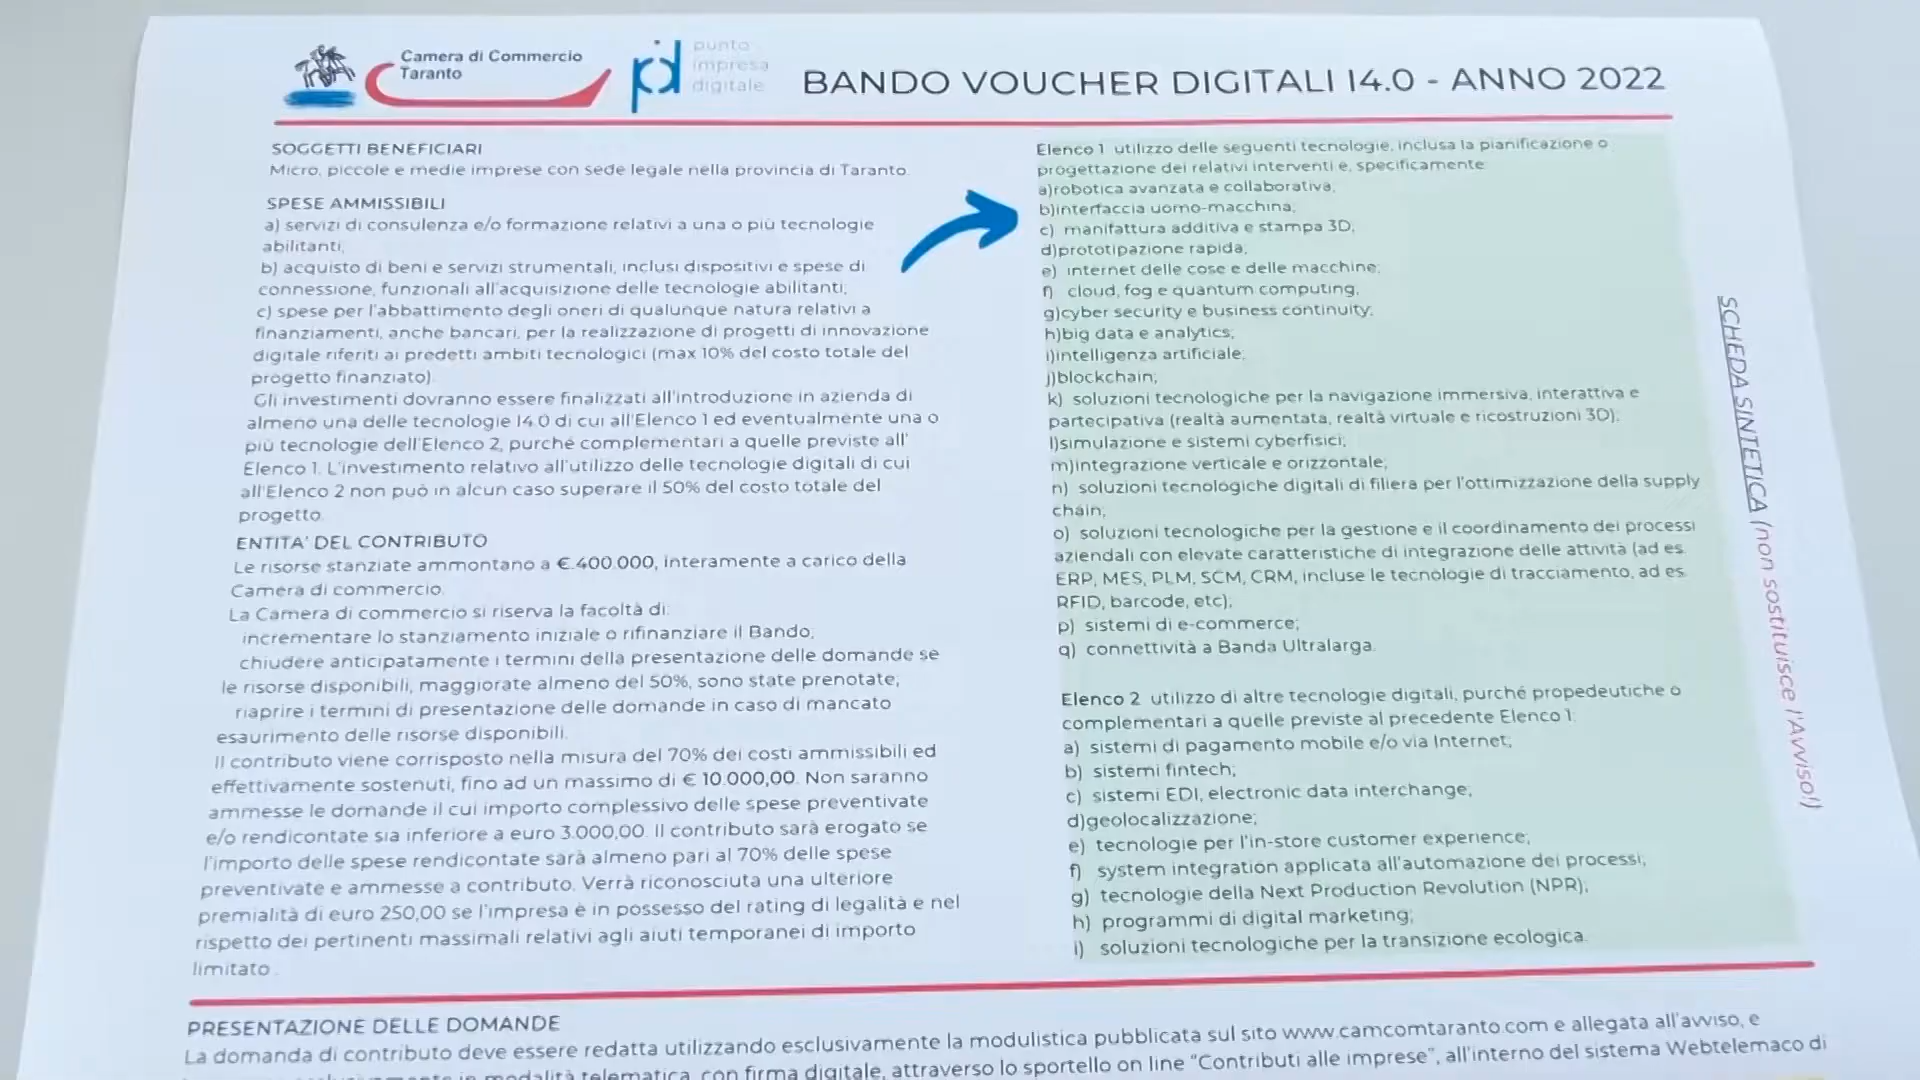 Camera di Commercio
Taranto
punto
impresa
digitale
BANDO VOUCHER DIGITALI I4.0 - ANNO 2022
SOGGETTI BENEFICIARI
Micro, piccole e medie imprese con sede legale nella provincia di Taranto.
SPESE AMMISSIBILI
a) servizi di consulenza e/o formazione relativi a una o più tecnologie
abilitanti;
b) acquisto di beni e servizi strumentali, inclusi dispositivi e spese di
connessione, funzionali all'acquisizione delle tecnologie abilitanti;
c) spese per l'abbattimento degli oneri di qualunque natura relativi a
finanziamenti, anche bancari, per la realizzazione di progetti di innovazione
digitale riferiti ai predetti ambiti tecnologici (max 10% del costo totale del
progetto finanziato).
Gli investimenti dovranno essere finalizzati all'introduzione in azienda di
almeno una delle tecnologie I4.0 di cui all'Elenco 1 ed eventualmente una o
più tecnologie dell'Elenco 2, purché complementari a quelle previste all'
Elenco 1. L'investimento relativo all'utilizzo delle tecnologie digitali di cui
all'Elenco 2 non può in alcun caso superare il 50% del costo totale del
progetto.
ENTITA' DEL CONTRIBUTO
Le risorse stanziate ammontano a €.400.000, interamente a carico della
Camera di commercio.
La Camera di commercio si riserva la facoltà di:
incrementare lo stanziamento iniziale o rifinanziare il Bando;
chiudere anticipatamente i termini della presentazione delle domande se
le risorse disponibili, maggiorate almeno del 50%, sono state prenotate;
riaprire i termini di presentazione delle domande in caso di mancato
esaurimento delle risorse disponibili.
Il contributo viene corrisposto nella misura del 70% dei costi ammissibili ed
effettivamente sostenuti, fino ad un massimo di € 10.000,00. Non saranno
ammesse le domande il cui importo complessivo delle spese preventivate
e/o rendicontate sia inferiore a euro 3.000,00. Il contributo sarà erogato se
l'importo delle spese rendicontate sarà almeno pari al 70% delle spese
preventivate e ammesse a contributo. Verrà riconosciuta una ulteriore
premialità di euro 250,00 se l'impresa è in possesso del rating di legalità e nel
rispetto dei pertinenti massimali relativi agli aiuti temporanei di importo
limitato.
Elenco 1 utilizzo delle seguenti tecnologie, inclusa la pianificazione o
progettazione dei relativi interventi e, specificamente
a)robotica avanzata e collaborativa;
b)interfaccia uomo-macchina;
c) manifattura additiva e stampa 3D;
d)prototipazione rapida;
e) internet delle cose e delle macchine;
f) cloud, fog e quantum computing;
g)cyber security e business continuity;
h)big data e analytics;
i)intelligenza artificiale;
j)blockchain;
k) soluzioni tecnologiche per la navigazione immersiva, interattiva e
partecipativa (realtà aumentata, realtà virtuale e ricostruzioni 3D);
l)simulazione e sistemi cyberfisici;
m)integrazione verticale e orizzontale;
n) soluzioni tecnologiche digitali di filiera per l'ottimizzazione della supply
chain;
o) soluzioni tecnologiche per la gestione e il coordinamento dei processi
aziendali con elevate caratteristiche di integrazione delle attività (ad es.
ERP, MES, PLM, SCM, CRM, incluse le tecnologie di tracciamento, ad es.
RFID, barcode, etc);
p) sistemi di e-commerce;
q) connettività a Banda Ultralarga.
Elenco 2 utilizzo di altre tecnologie digitali, purché propedeutiche o
complementari a quelle previste al precedente Elenco 1:
a) sistemi di pagamento mobile e/o via Internet;
b) sistemi fintech;
c) sistemi EDI, electronic data interchange;
d)geolocalizzazione;
e) tecnologie per l'in-store customer experience;
f) system integration applicata all'automazione dei processi;
g) tecnologie della Next Production Revolution (NPR);
h) programmi di digital marketing;
i) soluzioni tecnologiche per la transizione ecologica.
SCHEDA SINTETICA (non sostituisce l'Avviso!)
PRESENTAZIONE DELLE DOMANDE
La domanda di contributo deve essere redatta utilizzando esclusivamente la modulistica pubblicata sul sito www.camcomtaranto.com e allegata all'avviso, e
in modalità telematica, con firma digitale, attraverso lo sportello on line "Contributi alle imprese", all'interno del sistema Webtelemaco di